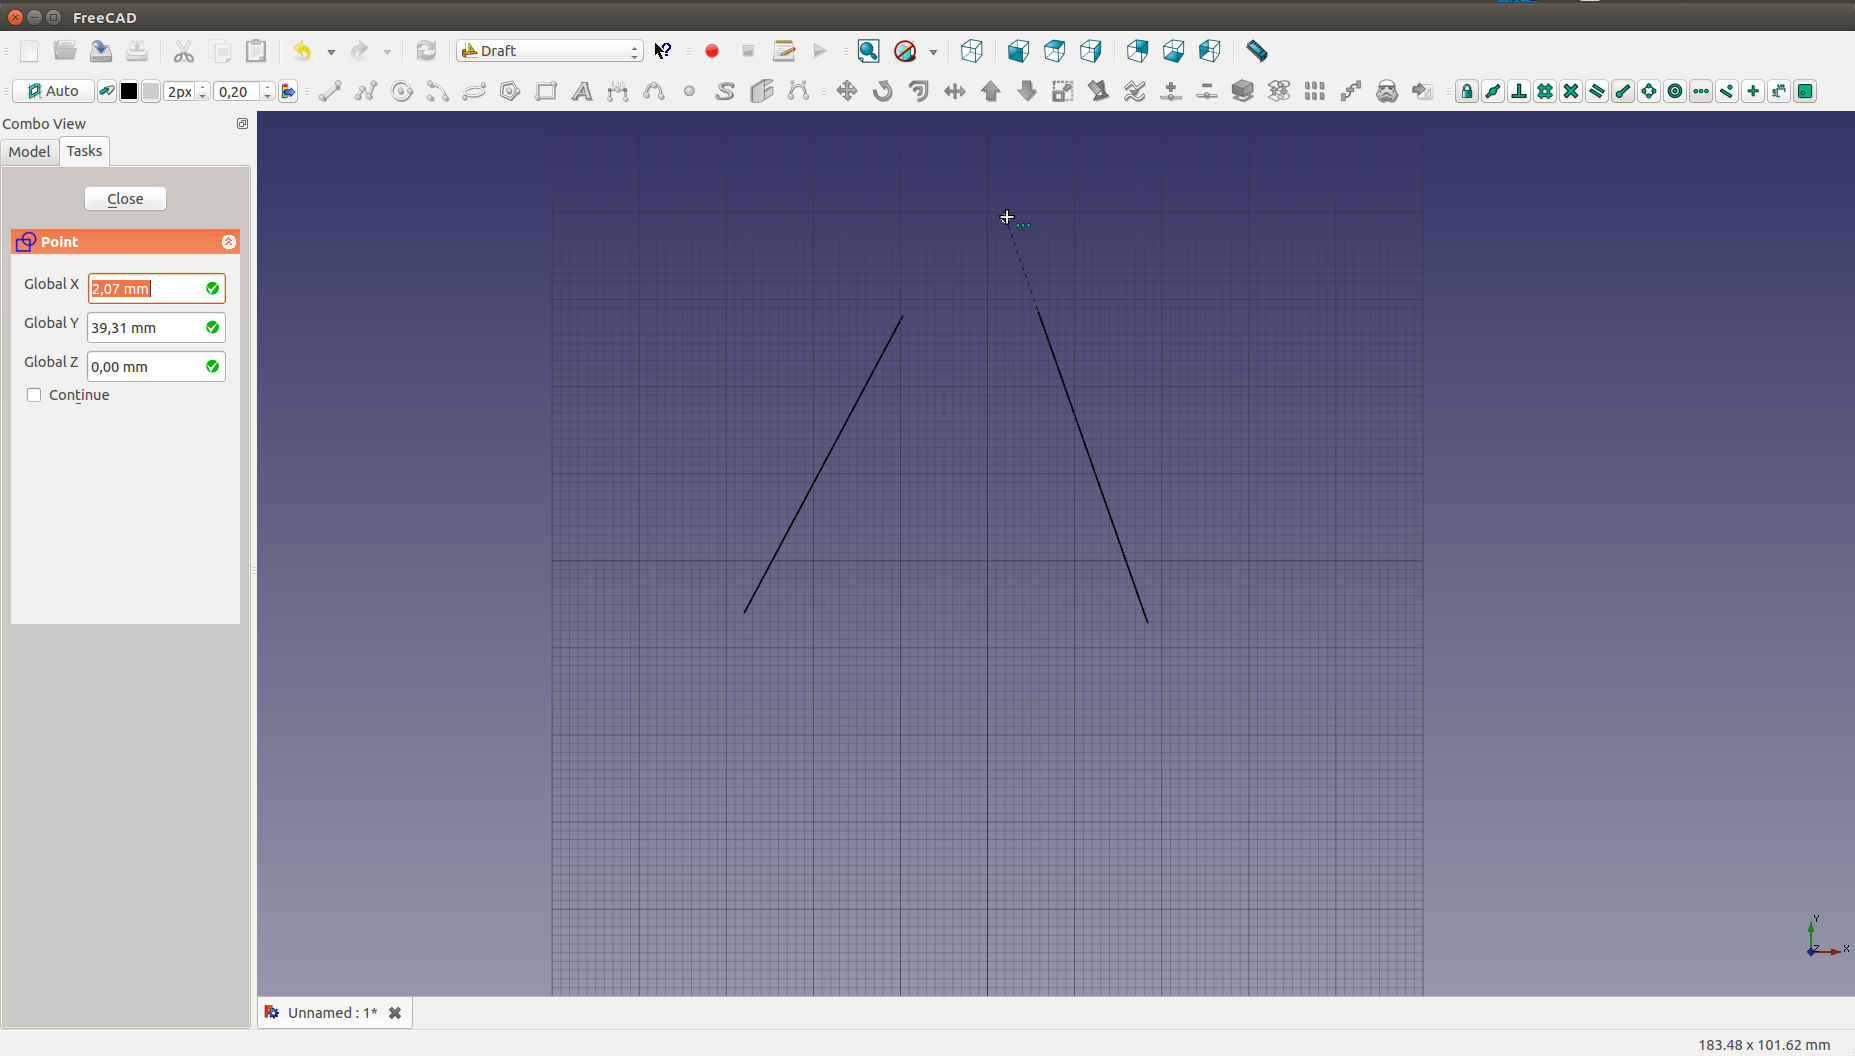 FreeCAD
Draft
Auto
2px
0,20
Combo View
Model
Tasks
Close
Point
Global X
2,07 mm
Global Y
39,31 mm
Global Z
0,00 mm
Continue
Y
Z
X
Unnamed : 1*
183.48 x 101.62 mm